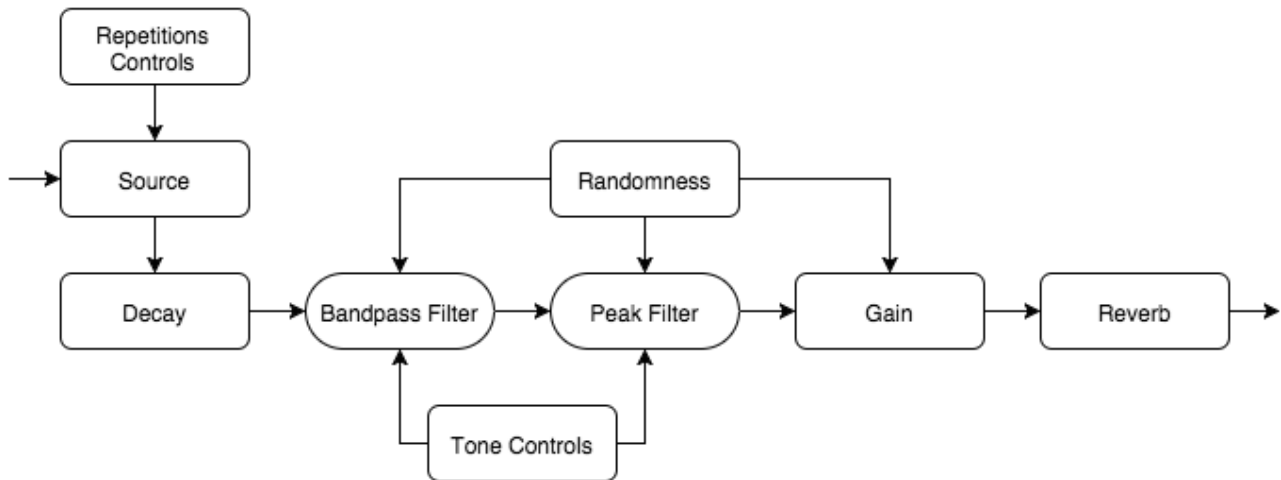 Repetitions
Controls
Source
Randomness
Decay
Bandpass Filter
Peak Filter
Gain
Reverb
Tone Controls